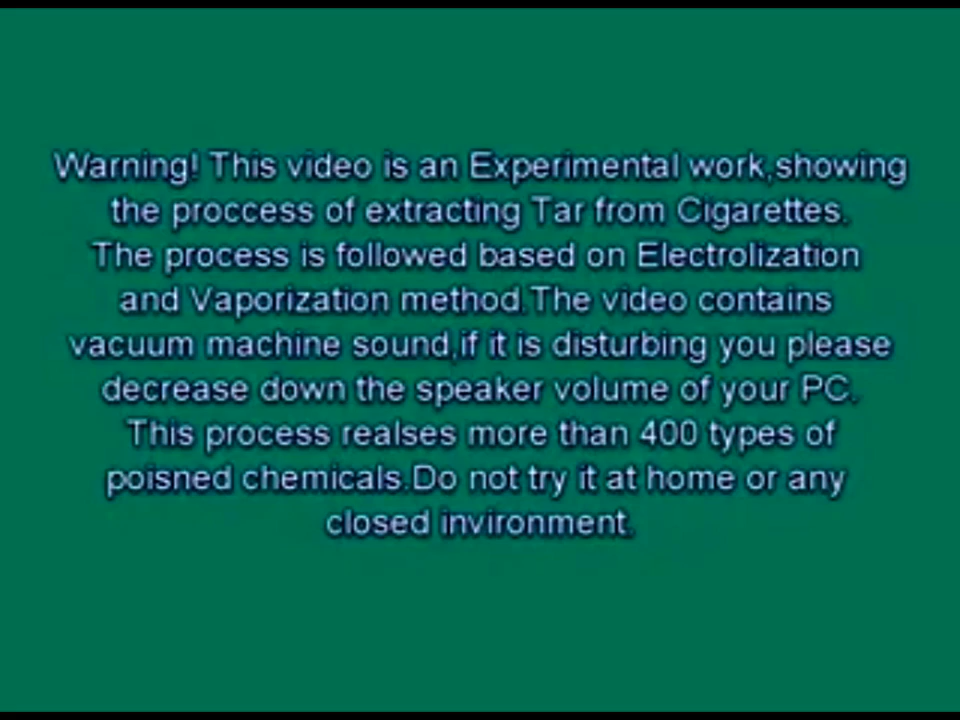 Warning! This video is an Experimental work,showing
the proccess of extracting Tar from Cigarettes.
The process is followed based on Electrolization
and Vaporization method.The video contains
vacuum machine sound,if it is disturbing you please
decrease down the speaker volume of your PC.
This process realses more than 400 types of
poisned chemicals.Do not try it at home or any
closed invironment.